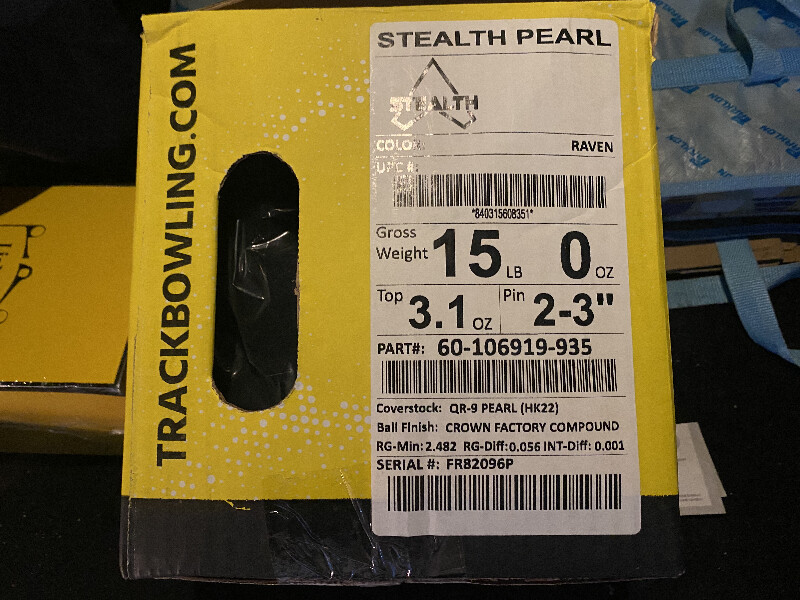 TRACKBOWLING.COM
STEALTH PEARL
STEALTH
COLOR: RAVEN
UPC #:
*840315608351*
Gross Weight 15 LB 0 OZ
Top 3.1 OZ Pin 2-3"
PART#: 60-106919-935
Coverstock: QR-9 PEARL (HK22)
Ball Finish: CROWN FACTORY COMPOUND
RG-Min: 2.482 RG-Diff: 0.056 INT-Diff: 0.001
SERIAL #: FR82096P